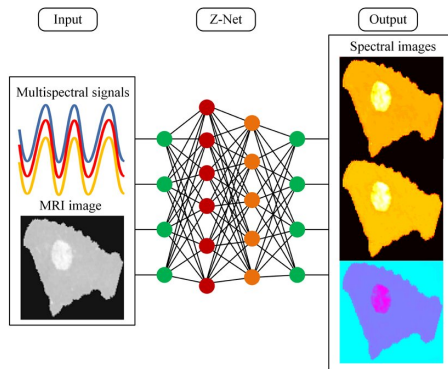 Input
Z-Net
Output
Multispectral signals
MRI image
Spectral images